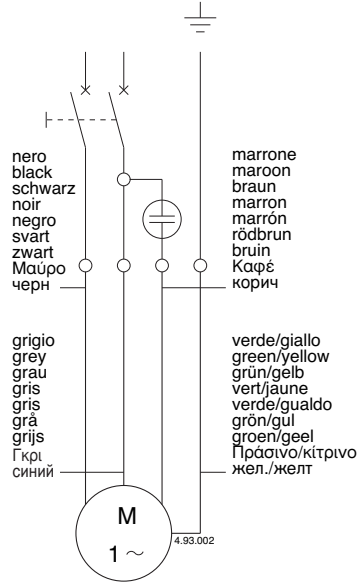 nero
black
schwarz
noir
negro
svart
zwart
Μαύρο
черн
marrone
maroon
braun
marron
marrón
rödbrun
bruin
Καφέ
корич
grigio
grey
grau
gris
gris
grå
grijs
Γκρι
синий
verde/giallo
green/yellow
grün/gelb
vert/jaune
verde/gualdo
grön/gul
groen/geel
Πράσινο/κίτρινο
жел./желт
M
1 ~
4.93.002